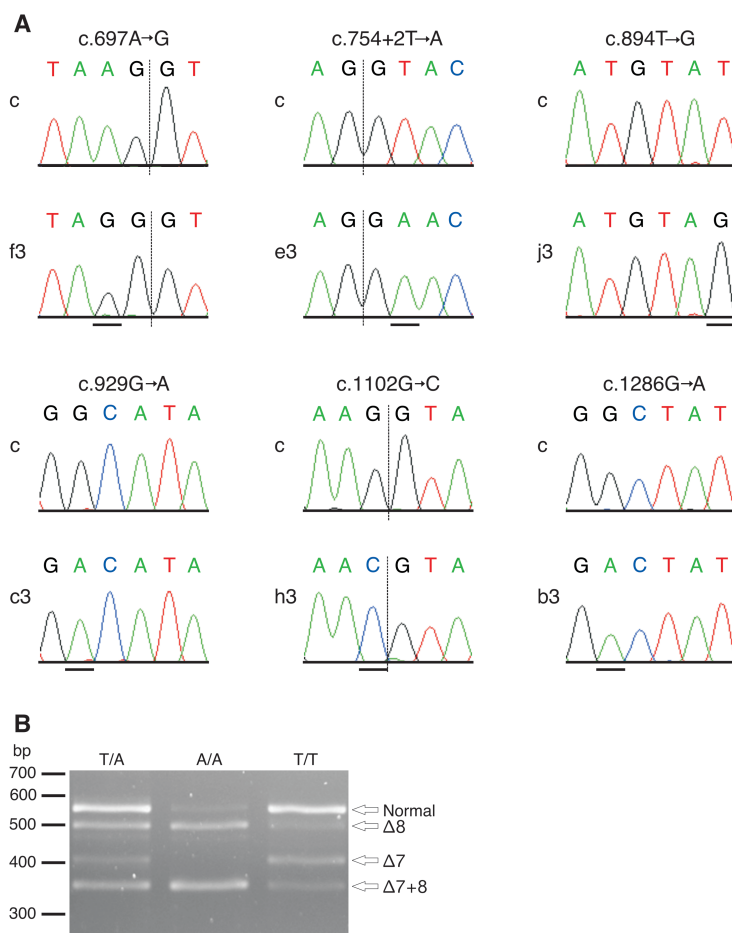 A
c.697A→G c.754+2T→A c.894T→G
T A A G G T A G G T A C A T G T A T
c c c
T A G G G T A G G A A C A T G T A G
f3 e3 j3
c.929G→A c.1102G→C c.1286G→A
G G C A T A A A G G T A G G C T A T
c c c
G A C A T A A A C G T A G A C T A T
c3 h3 b3
B
bp T/A A/A T/T
700
600
Normal
500 Δ8
400 Δ7
Δ7+8
300